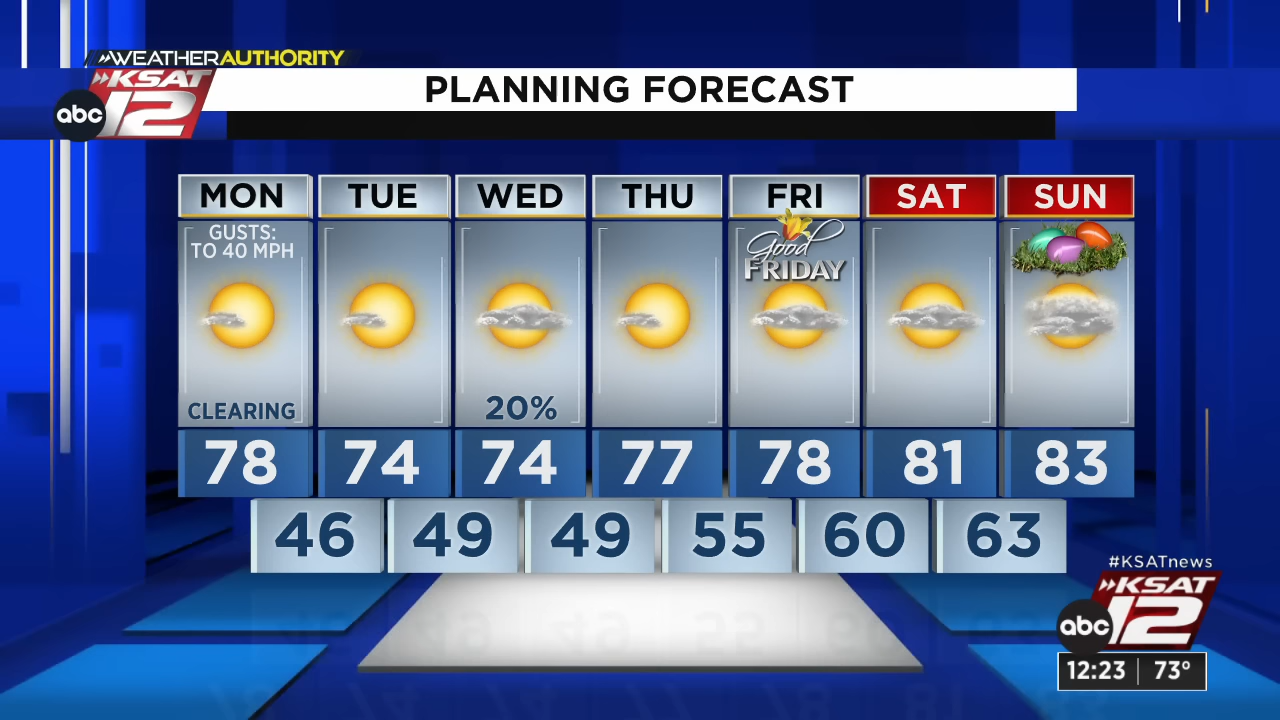 WEATHERAUTHORITY
KSAT
abc 12
PLANNING FORECAST
MON TUE WED THU FRI SAT SUN
GUSTS:
TO 40 MPH
Good
FRIDAY
CLEARING 20%
78 74 74 77 78 81 83
46 49 49 55 60 63
#KSATnews
KSAT
abc 12
12:23 73°